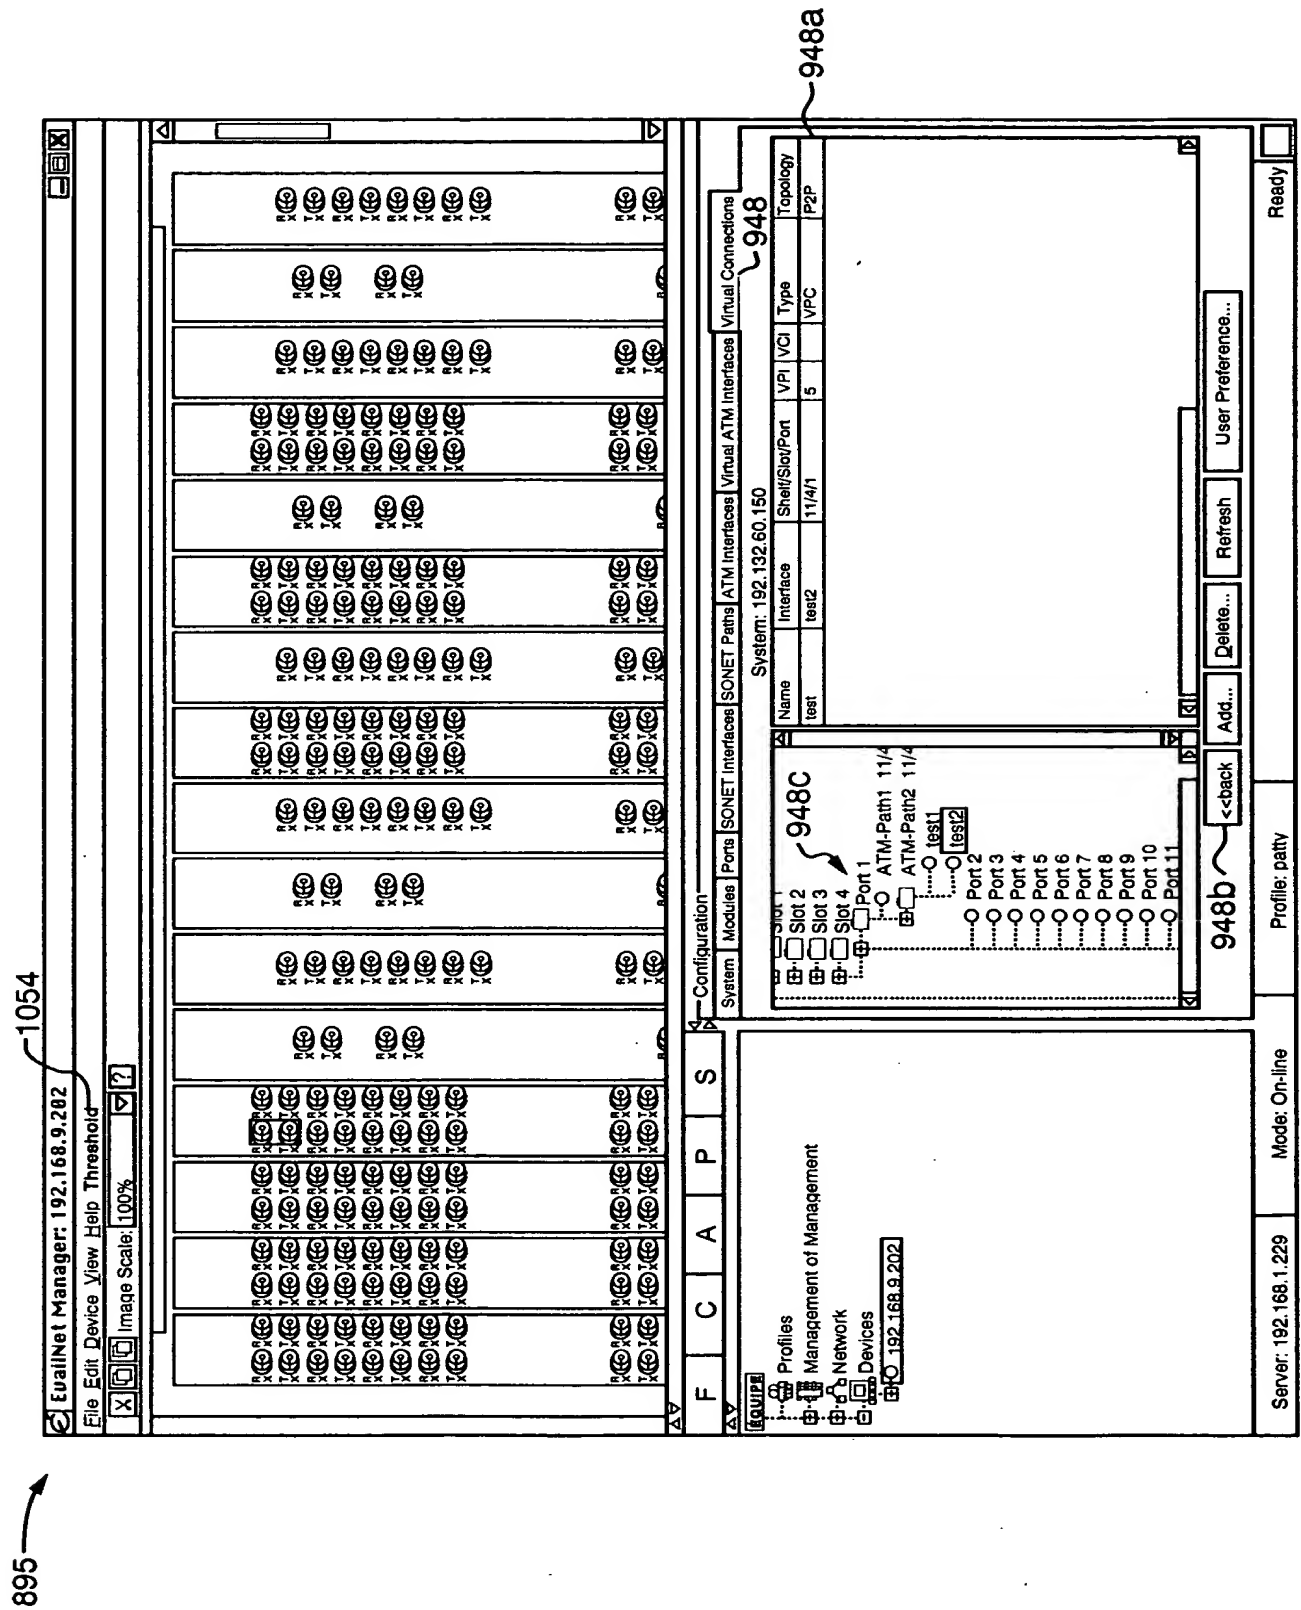 895
1054
EuailNet Manager: 192.168.9.202
File Edit Device View Help Threshold
X Image Scale: 100% ?
F C A P S
EQUIPE
Profiles
Management of Management
Network
Devices
192.168.9.202
Configuration
System Modules Ports SONET Interfaces SONET Paths ATM Interfaces Virtual ATM Interfaces Virtual Connections
948
System: 192.132.60.150
Slot 1
Slot 2
Slot 3
Slot 4
948C
Port 1
ATM-Path1 11/4
ATM-Path2 11/4
test1
test2
Port 2
Port 3
Port 4
Port 5
Port 6
Port 7
Port 8
Port 9
Port 10
Port 11
Name Interface Shelf/Slot/Port VPI VCI Type Topology
test test2 11/4/1 5 VPC P2P
948a
948b
<<back Add... Delete... Refresh User Preference...
Server: 192.168.1.229 Mode: On-line Profile: patty Ready